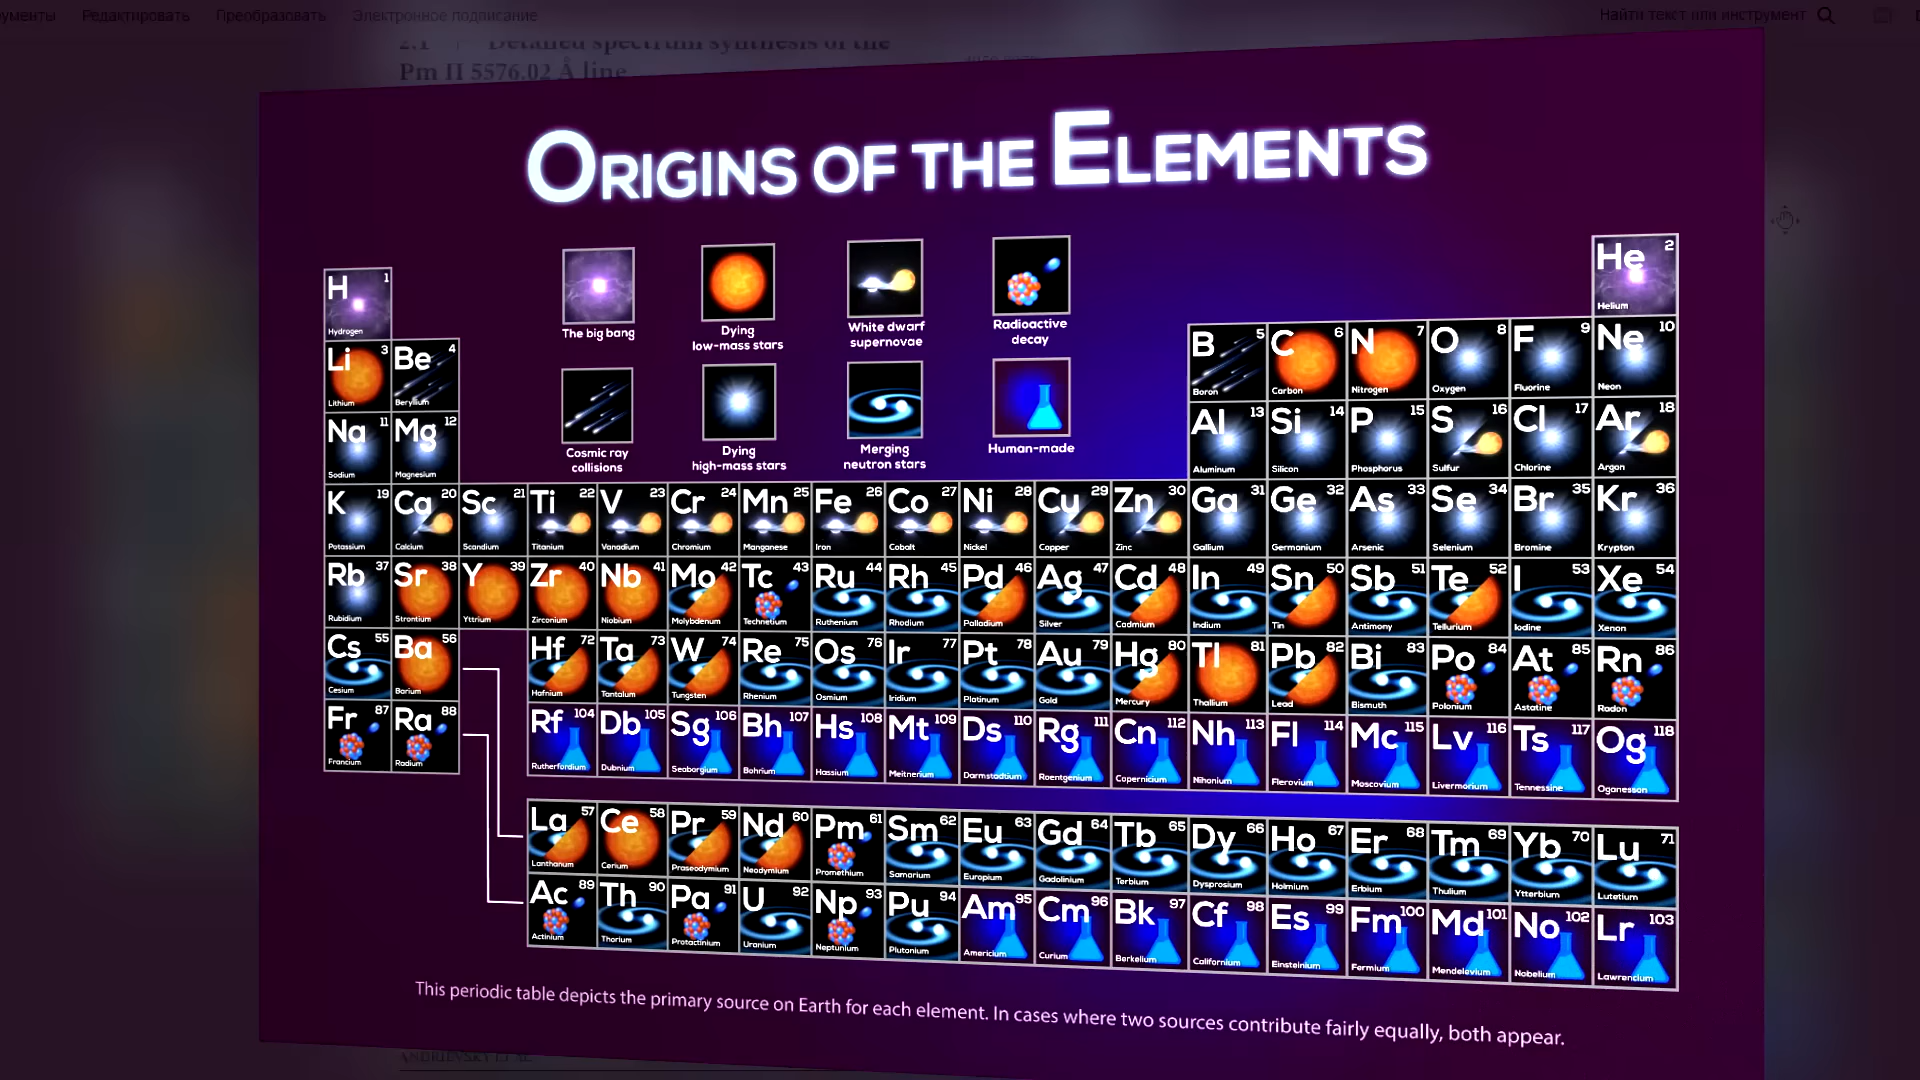 Редактировать Преобразовать Электронное подписание Найти текст или инструмент
2.1 Detailed spectrum synthesis of the
Pm II 5576.02 Å line
ORIGINS OF THE ELEMENTS
The big bang
Dying
low-mass stars
White dwarf
supernovae
Radioactive
decay
Cosmic ray
collisions
Dying
high-mass stars
Merging
neutron stars
Human-made
H 1 Hydrogen
He 2 Helium
Li 3 Lithium
Be 4 Beryllium
B 5 Boron
C 6 Carbon
N 7 Nitrogen
O 8 Oxygen
F 9 Fluorine
Ne 10 Neon
Na 11 Sodium
Mg 12 Magnesium
Al 13 Aluminum
Si 14 Silicon
P 15 Phosphorus
S 16 Sulfur
Cl 17 Chlorine
Ar 18 Argon
K 19 Potassium
Ca 20 Calcium
Sc 21 Scandium
Ti 22 Titanium
V 23 Vanadium
Cr 24 Chromium
Mn 25 Manganese
Fe 26 Iron
Co 27 Cobalt
Ni 28 Nickel
Cu 29 Copper
Zn 30 Zinc
Ga 31 Gallium
Ge 32 Germanium
As 33 Arsenic
Se 34 Selenium
Br 35 Bromine
Kr 36 Krypton
Rb 37 Rubidium
Sr 38 Strontium
Y 39 Yttrium
Zr 40 Zirconium
Nb 41 Niobium
Mo 42 Molybdenum
Tc 43 Technetium
Ru 44 Ruthenium
Rh 45 Rhodium
Pd 46 Palladium
Ag 47 Silver
Cd 48 Cadmium
In 49 Indium
Sn 50 Tin
Sb 51 Antimony
Te 52 Tellurium
I 53 Iodine
Xe 54 Xenon
Cs 55 Cesium
Ba 56 Barium
Hf 72 Hafnium
Ta 73 Tantalum
W 74 Tungsten
Re 75 Rhenium
Os 76 Osmium
Ir 77 Iridium
Pt 78 Platinum
Au 79 Gold
Hg 80 Mercury
Tl 81 Thallium
Pb 82 Lead
Bi 83 Bismuth
Po 84 Polonium
At 85 Astatine
Rn 86 Radon
Fr 87 Francium
Ra 88 Radium
Rf 104 Rutherfordium
Db 105 Dubnium
Sg 106 Seaborgium
Bh 107 Bohrium
Hs 108 Hassium
Mt 109 Meitnerium
Ds 110 Darmstadtium
Rg 111 Roentgenium
Cn 112 Copernicium
Nh 113 Nihonium
Fl 114 Flerovium
Mc 115 Moscovium
Lv 116 Livermorium
Ts 117 Tennessine
Og 118 Oganesson
La 57 Lanthanum
Ce 58 Cerium
Pr 59 Praseodymium
Nd 60 Neodymium
Pm 61 Promethium
Sm 62 Samarium
Eu 63 Europium
Gd 64 Gadolinium
Tb 65 Terbium
Dy 66 Dysprosium
Ho 67 Holmium
Er 68 Erbium
Tm 69 Thulium
Yb 70 Ytterbium
Lu 71 Lutetium
Ac 89 Actinium
Th 90 Thorium
Pa 91 Protactinium
U 92 Uranium
Np 93 Neptunium
Pu 94 Plutonium
Am 95 Americium
Cm 96 Curium
Bk 97 Berkelium
Cf 98 Californium
Es 99 Einsteinium
Fm 100 Fermium
Md 101 Mendelevium
No 102 Nobelium
Lr 103 Lawrencium
This periodic table depicts the primary source on Earth for each element. In cases where two sources contribute fairly equally, both appear.